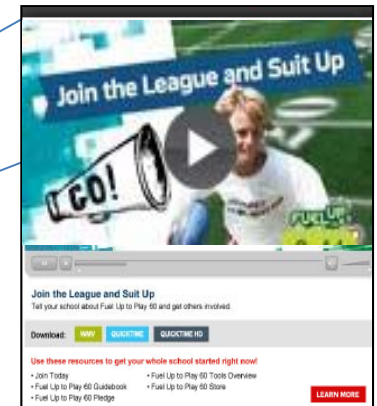 Join the League and Suit Up
GO!
FUEL UP
Join the League and Suit Up
Tell your school about Fuel Up to Play 60 and get others involved.
Download: WMV QUICKTIME QUICKTIME HD
Use these resources to get your whole school started right now!
• Join Today • Fuel Up to Play 60 Tools Overview
• Fuel Up to Play 60 Guidebook • Fuel Up to Play 60 Store
• Fuel Up to Play 60 Pledge
LEARN MORE